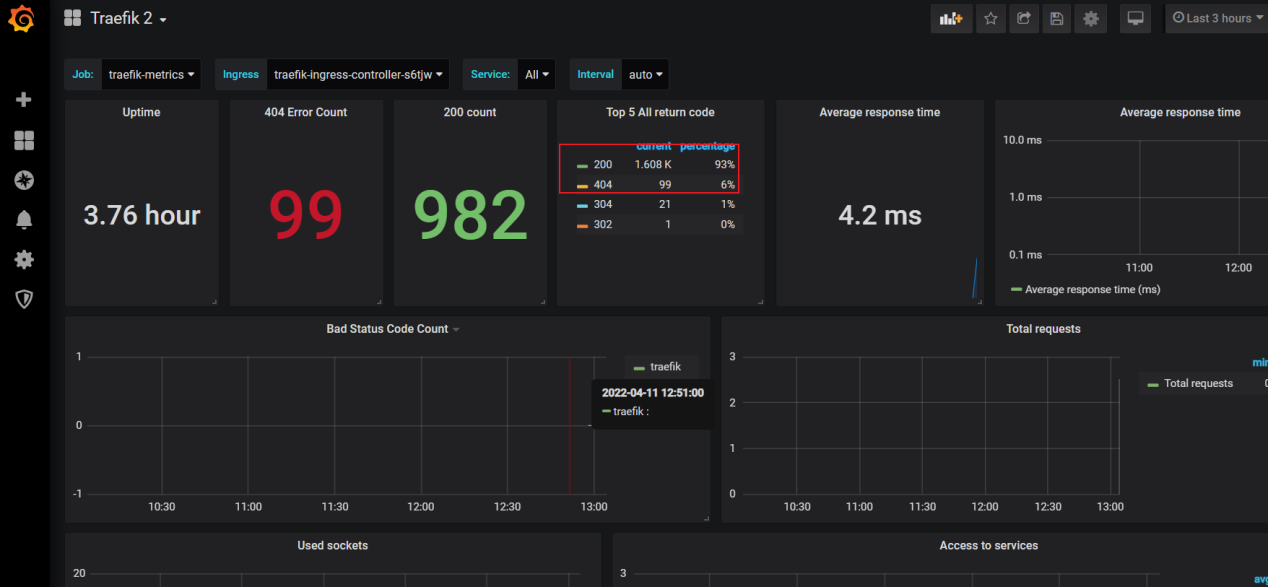 Traefik 2
Last 3 hours
Job: traefik-metrics Ingress traefik-ingress-controller-s6tjw Service: All Interval auto
Uptime
3.76 hour
404 Error Count
99
200 count
982
Top 5 All return code
current percentage
200 1.608 K 93%
404 99 6%
304 21 1%
302 1 0%
Average response time
4.2 ms
Average response time
10.0 ms
1.0 ms
0.1 ms
11:00 12:00
Average response time (ms)
Bad Status Code Count
1
0
-1
10:30 11:00 11:30 12:00 12:30 13:00
traefik
2022-04-11 12:51:00
traefik :
Total requests
3
2
1
0
10:30 11:00 11:30 12:00 12:30 13:00
min
Total requests
Used sockets
20
Access to services
3
avg